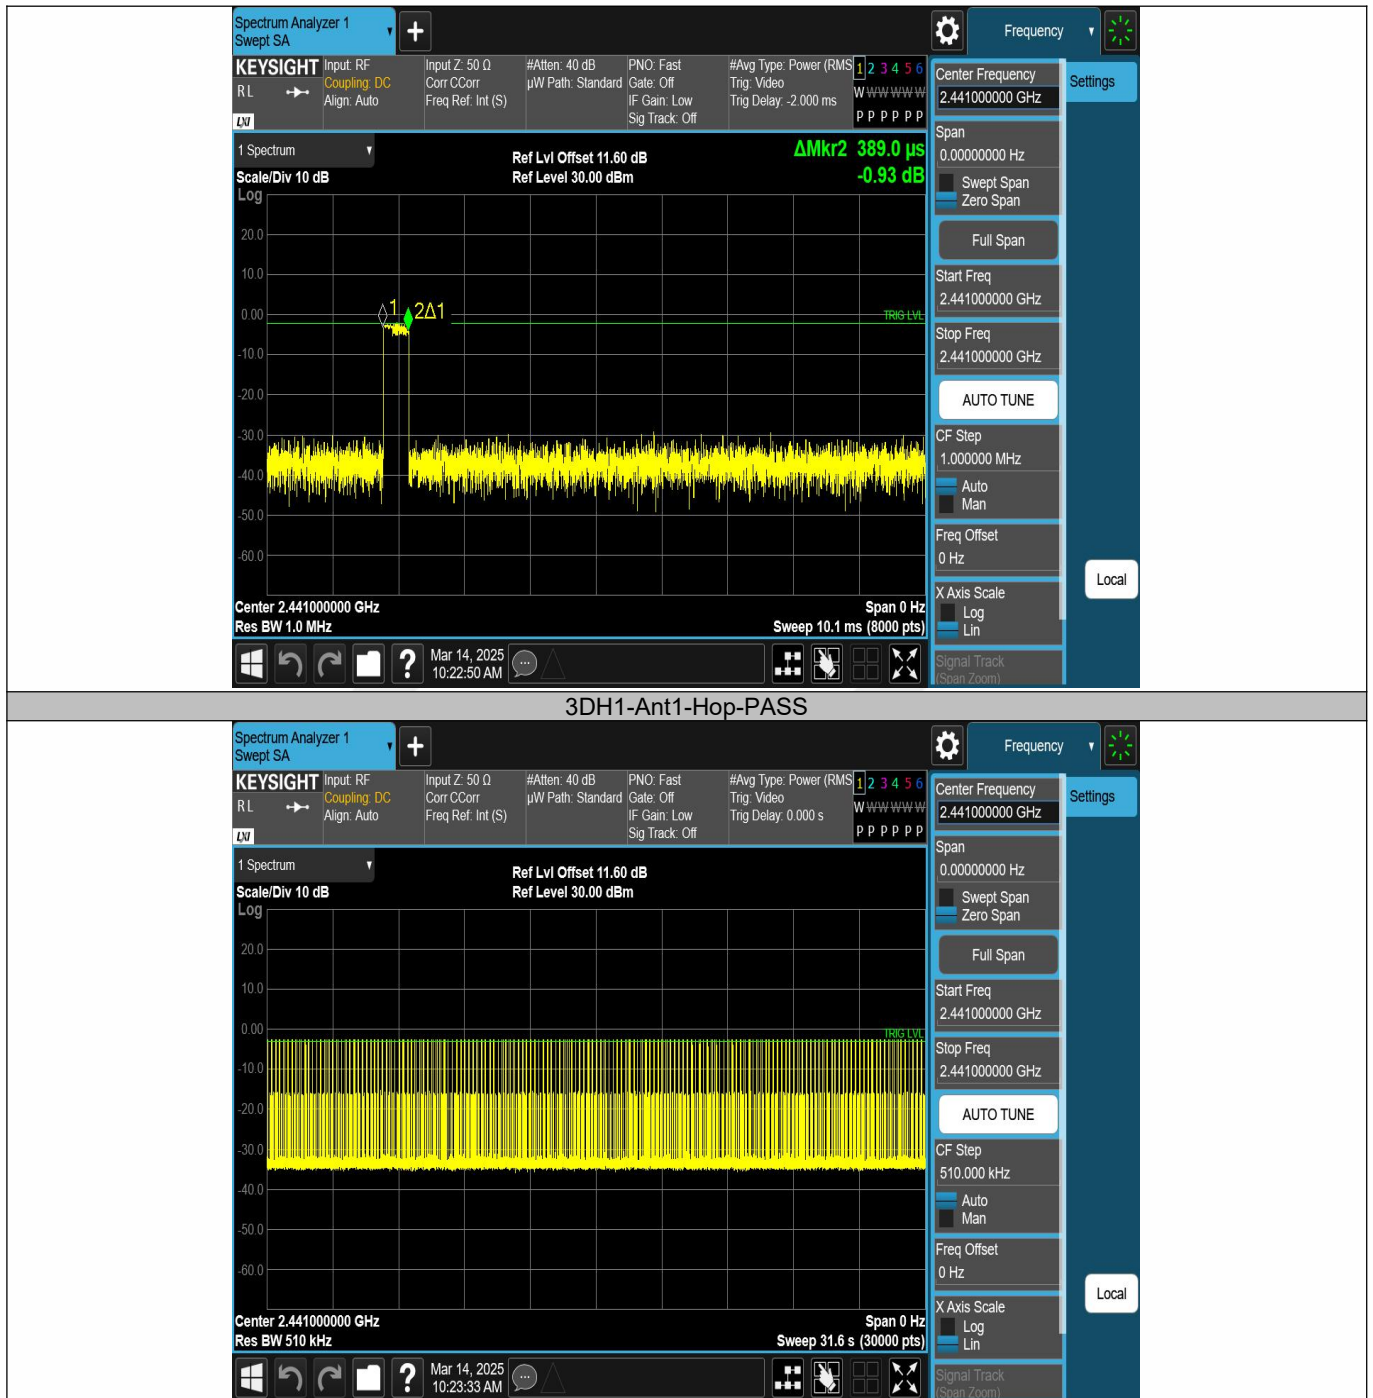 Spectrum Analyzer 1
Swept SA
Frequency
KEYSIGHT
RL
LXI
Input: RF
Coupling: DC
Align: Auto
Input Z: 50 Ω
Corr CCorr
Freq Ref: Int (S)
#Atten: 40 dB
µW Path: Standard
PNO: Fast
Gate: Off
IF Gain: Low
Sig Track: Off
#Avg Type: Power (RMS
Trig: Video
Trig Delay: -2.000 ms
1 2 3 4 5 6
W W W W W W
P P P P P P
Center Frequency
2.441000000 GHz
Settings
1 Spectrum
Scale/Div 10 dB
Log
Ref Lvl Offset 11.60 dB
Ref Level 30.00 dBm
ΔMkr2 389.0 µs
-0.93 dB
20.0
10.0
0.00
-10.0
-20.0
-30.0
-40.0
-50.0
-60.0
1
2Δ1
TRIG LVL
Span
0.00000000 Hz
Swept Span
Zero Span
Full Span
Start Freq
2.441000000 GHz
Stop Freq
2.441000000 GHz
AUTO TUNE
CF Step
1.000000 MHz
Auto
Man
Freq Offset
0 Hz
X Axis Scale
Log
Lin
Signal Track
(Span Zoom)
Local
Center 2.441000000 GHz
Res BW 1.0 MHz
Span 0 Hz
Sweep 10.1 ms (8000 pts)
?
Mar 14, 2025
10:22:50 AM
3DH1-Ant1-Hop-PASS
Spectrum Analyzer 1
Swept SA
Frequency
KEYSIGHT
RL
LXI
Input: RF
Coupling: DC
Align: Auto
Input Z: 50 Ω
Corr CCorr
Freq Ref: Int (S)
#Atten: 40 dB
µW Path: Standard
PNO: Fast
Gate: Off
IF Gain: Low
Sig Track: Off
#Avg Type: Power (RMS
Trig: Video
Trig Delay: 0.000 s
1 2 3 4 5 6
W W W W W W
P P P P P P
Center Frequency
2.441000000 GHz
Settings
1 Spectrum
Scale/Div 10 dB
Log
Ref Lvl Offset 11.60 dB
Ref Level 30.00 dBm
20.0
10.0
0.00
-10.0
-20.0
-30.0
-40.0
-50.0
-60.0
TRIG LVL
Span
0.00000000 Hz
Swept Span
Zero Span
Full Span
Start Freq
2.441000000 GHz
Stop Freq
2.441000000 GHz
AUTO TUNE
CF Step
510.000 kHz
Auto
Man
Freq Offset
0 Hz
X Axis Scale
Log
Lin
Signal Track
(Span Zoom)
Local
Center 2.441000000 GHz
Res BW 510 kHz
Span 0 Hz
Sweep 31.6 s (30000 pts)
?
Mar 14, 2025
10:23:33 AM